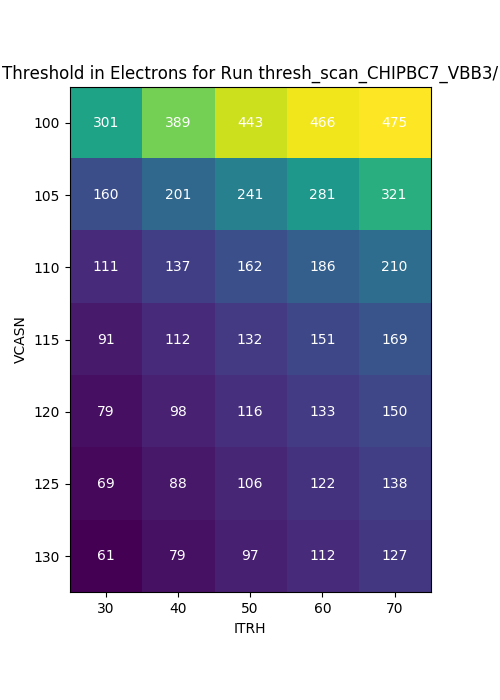 Threshold in Electrons for Run thresh_scan_CHIPBC7_VBB3/
100 301 389 443 466 475
105 160 201 241 281 321
110 111 137 162 186 210
115 91 112 132 151 169
120 79 98 116 133 150
125 69 88 106 122 138
130 61 79 97 112 127
VCASN
30 40 50 60 70
ITRH